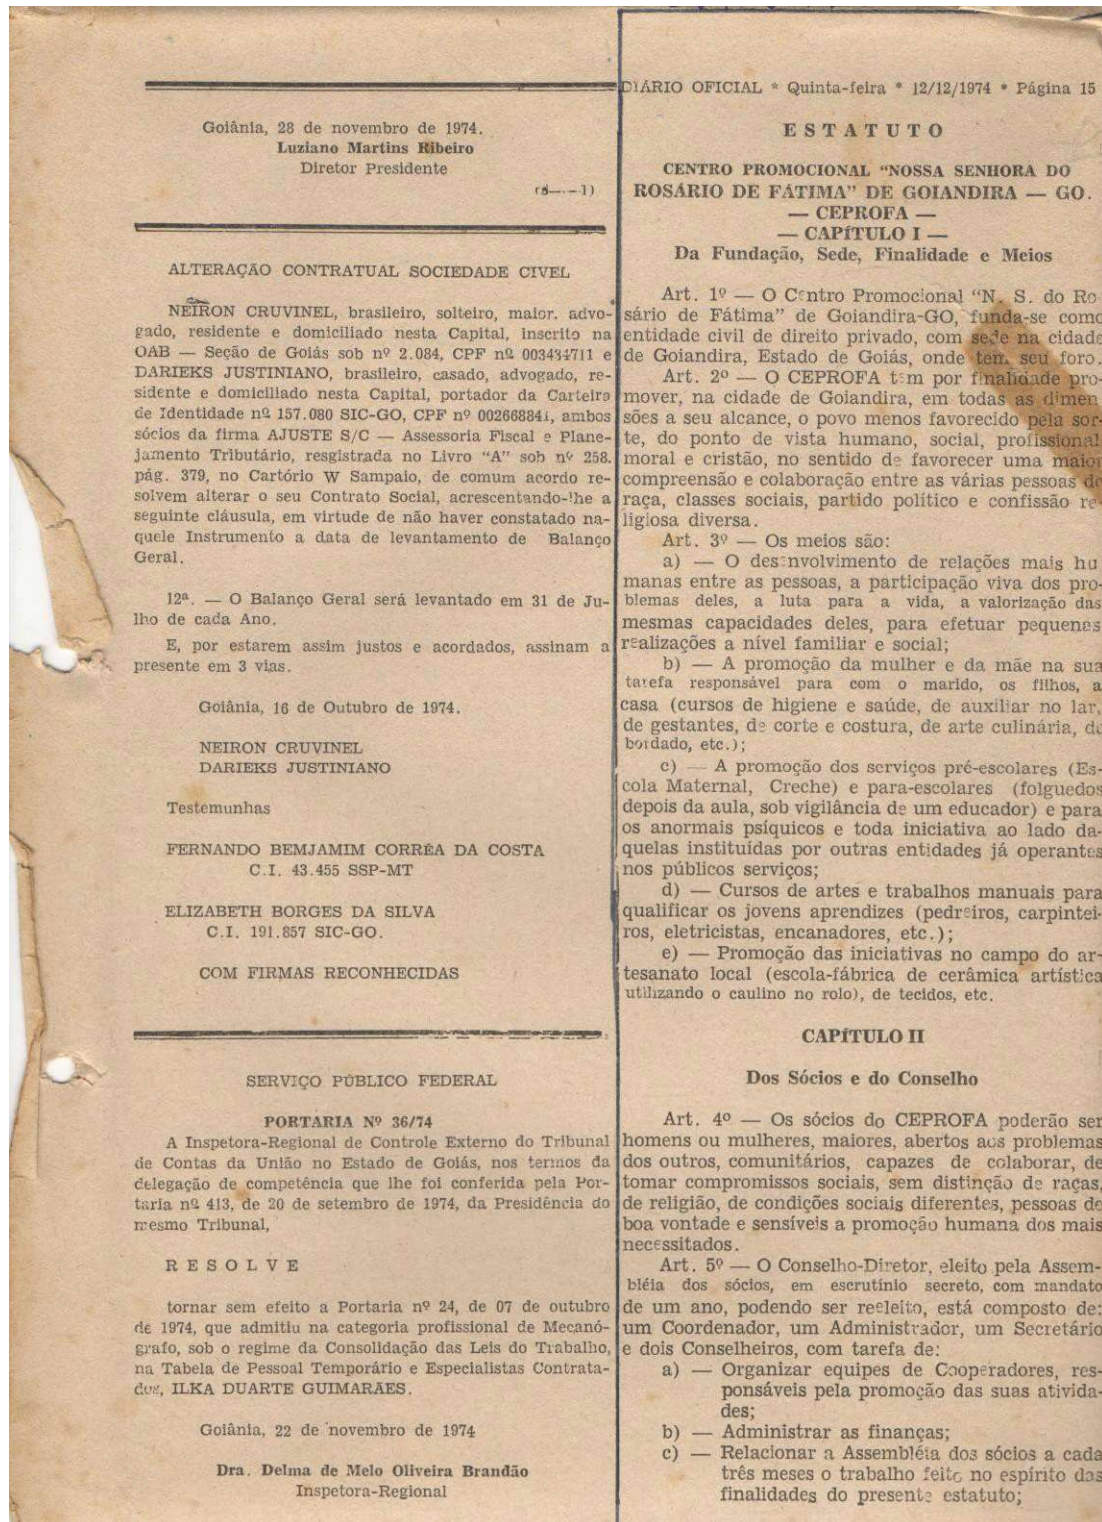 Goiânia, 28 de novembro de 1974.
Luziano Martins Ribeiro
Diretor Presidente
ALTERAÇÃO CONTRATUAL SOCIEDADE CIVEL
NEIRON CRUVINEL, brasileiro, solteiro, maior, advo-
gado, residente e domiciliado nesta Capital, inscrito na
OAB — Seção de Goiás sob nº 2.084, CPF nº 003434711 e
DARIEKS JUSTINIANO, brasileiro, casado, advogado, re-
sidente e domiciliado nesta Capital, portador da Carteira
de Identidade nº 157.080 SIC-GO, CPF nº 002668841, ambos
sócios da firma AJUSTE S/C — Assessoria Fiscal e Plane-
jamento Tributário, resgistrada no Livro "A" sob nº 258.
pág. 379, no Cartório W Sampaio, de comum acordo re-
solvem alterar o seu Contrato Social, acrescentando-lhe a
seguinte cláusula, em virtude de não haver constatado na-
quele Instrumento a data de levantamento de Balanço
Geral.
12ª. — O Balanço Geral será levantado em 31 de Ju-
lho de cada Ano.
E, por estarem assim justos e acordados, assinam a
presente em 3 vias.
Goiânia, 16 de Outubro de 1974.
NEIRON CRUVINEL
DARIEKS JUSTINIANO
Testemunhas
FERNANDO BEMJAMIM CORRÊA DA COSTA
C.I. 43.455 SSP-MT
ELIZABETH BORGES DA SILVA
C.I. 191.857 SIC-GO.
COM FIRMAS RECONHECIDAS
SERVIÇO PÚBLICO FEDERAL
PORTARIA Nº 36/74
A Inspetora-Regional de Controle Externo do Tribunal
de Contas da União no Estado de Goiás, nos termos da
delegação de competência que lhe foi conferida pela Por-
taria nº 413, de 20 de setembro de 1974, da Presidência do
mesmo Tribunal,
R E S O L V E
tornar sem efeito a Portaria nº 24, de 07 de outubro
de 1974, que admitiu na categoria profissional de Mecanó-
grafo, sob o regime da Consolidação das Leis do Trabalho,
na Tabela de Pessoal Temporário e Especialistas Contrata-
dos, ILKA DUARTE GUIMARÃES.
Goiânia, 22 de novembro de 1974
Dra. Delma de Melo Oliveira Brandão
Inspetora-Regional
DIÁRIO OFICIAL * Quinta-feira * 12/12/1974 * Página 15
E S T A T U T O
CENTRO PROMOCIONAL "NOSSA SENHORA DO
ROSÁRIO DE FÁTIMA" DE GOIANDIRA — GO.
— CEPROFA —
— CAPÍTULO I —
Da Fundação, Sede, Finalidade e Meios
Art. 1º — O Centro Promocional "N. S. do Ro
sário de Fátima" de Goiandira-GO, funda-se como
entidade civil de direito privado, com sede na cidade
de Goiandira, Estado de Goiás, onde tem seu foro.
Art. 2º — O CEPROFA tem por finalidade pro-
mover, na cidade de Goiandira, em todas as dimen
sões a seu alcance, o povo menos favorecido pela sor-
te, do ponto de vista humano, social, profissional
moral e cristão, no sentido de favorecer uma maior
compreensão e colaboração entre as várias pessoas de
raça, classes sociais, partido político e confissão re
ligiosa diversa.
Art. 3º — Os meios são:
a) — O desenvolvimento de relações mais hu
manas entre as pessoas, a participação viva dos pro-
blemas deles, a luta para a vida, a valorização das
mesmas capacidades deles, para efetuar pequenas
realizações a nível familiar e social;
b) — A promoção da mulher e da mãe na sua
tarefa responsável para com o marido, os filhos, a
casa (cursos de higiene e saúde, de auxiliar no lar,
de gestantes, de corte e costura, de arte culinária, de
bordado, etc.);
c) — A promoção dos serviços pré-escolares (Es-
cola Maternal, Creche) e para-escolares (folguedos
depois da aula, sob vigilância de um educador) e para
os anormais psíquicos e toda iniciativa ao lado da-
quelas instituídas por outras entidades já operantes
nos públicos serviços;
d) — Cursos de artes e trabalhos manuais para
qualificar os jovens aprendizes (pedreiros, carpintei-
ros, eletricistas, encanadores, etc.);
e) — Promoção das iniciativas no campo do ar-
tesanato local (escola-fábrica de cerâmica artística
utilizando o caulino no rolo), de tecidos, etc.
CAPÍTULO II
Dos Sócios e do Conselho
Art. 4º — Os sócios do CEPROFA poderão ser
homens ou mulheres, maiores, abertos aos problemas
dos outros, comunitários, capazes de colaborar, de
tomar compromissos sociais, sem distinção de raças,
de religião, de condições sociais diferentes, pessoas de
boa vontade e sensíveis a promoção humana dos mais
necessitados.
Art. 5º — O Conselho-Diretor, eleito pela Assem-
bléia dos sócios, em escrutínio secreto, com mandato
de um ano, podendo ser reeleito, está composto de:
um Coordenador, um Administrador, um Secretário
e dois Conselheiros, com tarefa de:
a) — Organizar equipes de Cooperadores, res-
ponsáveis pela promoção das suas ativida-
des;
b) — Administrar as finanças;
c) — Relacionar a Assembléia dos sócios a cada
três meses o trabalho feito no espírito das
finalidades do presente estatuto;